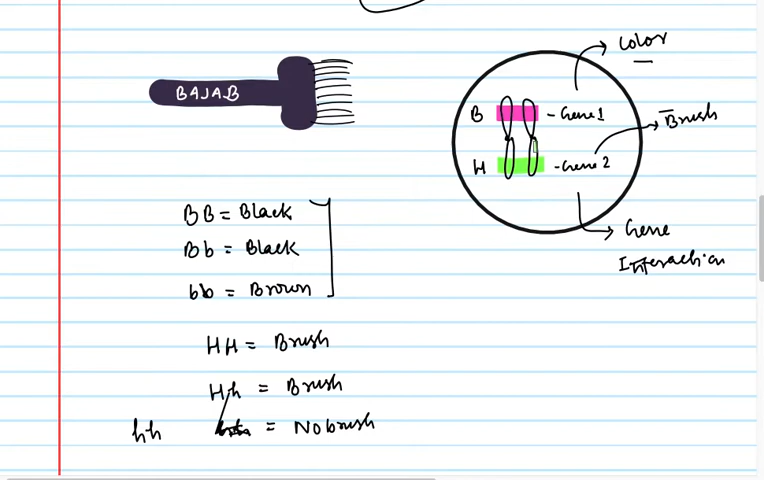 BAJAB
BB = Black
Bb = Black
bb = Brown
HH = Brush
Hh = Brush
hh = No brush
color
B - Gene 1
Brush
H - Gene 2
Gene
Interaction